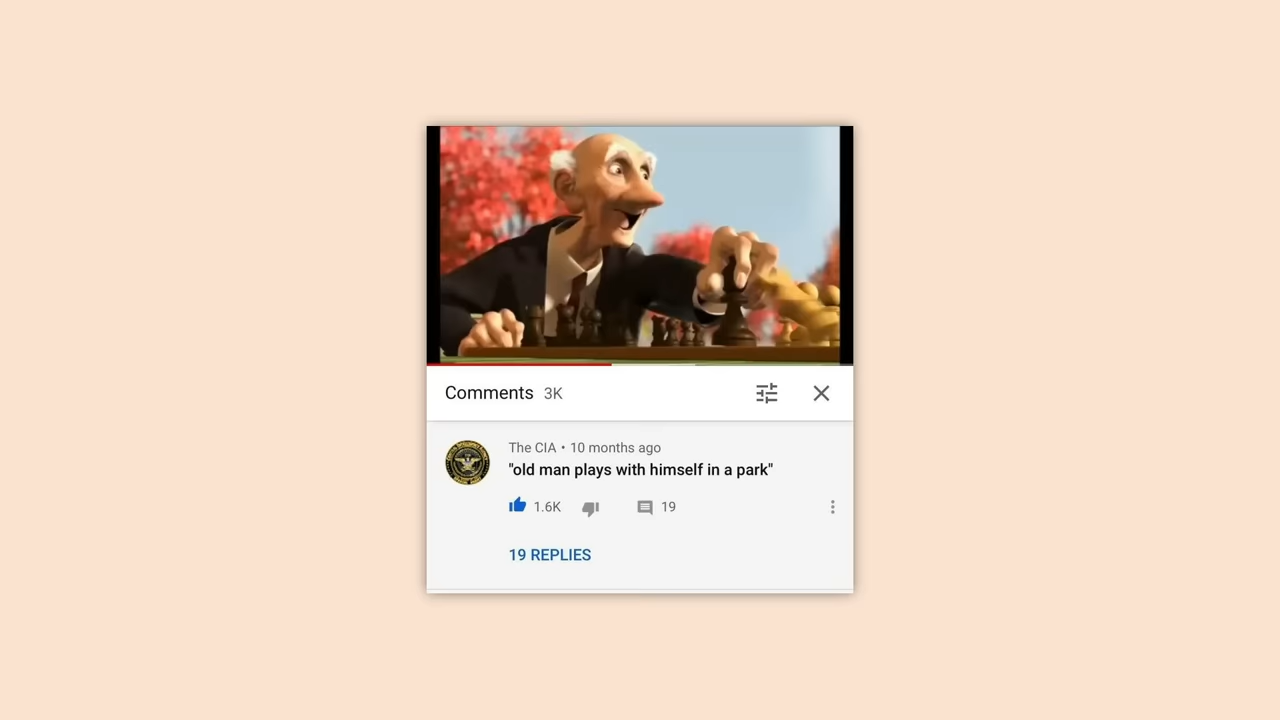 Comments 3K
The CIA • 10 months ago
"old man plays with himself in a park"
1.6K 19
19 REPLIES